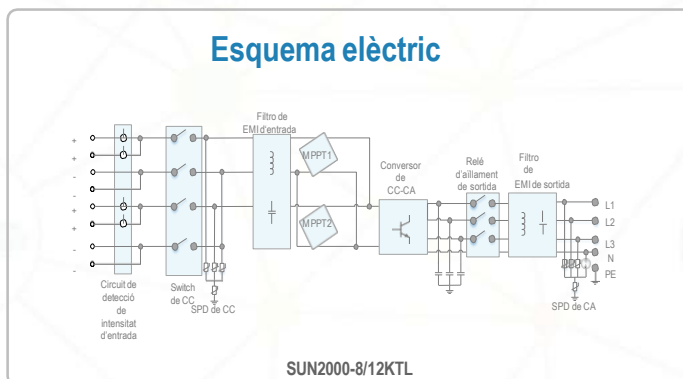 Esquema elèctric
Filtro de
EMI d'entrada
MPPT1
MPPT2
Conversor
de
CC-CA
Relé
d'aïllament
de sortida
Filtro
de
EMI de sortida
+
+
-
-
+
+
-
-
L1
L2
L3
N
PE
Circuit de
detecció
de
intensitat
d'entrada
Switch
de CC
SPD de CC
SPD de CA
SUN2000-8/12KTL